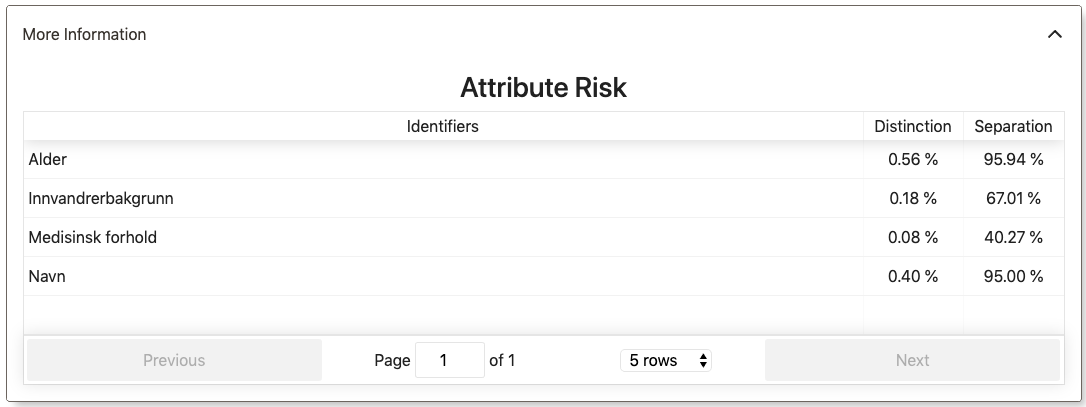 More Information
Attribute Risk
Identifiers Distinction Separation
Alder 0.56 % 95.94 %
Innvandrerbakgrunn 0.18 % 67.01 %
Medisinsk forhold 0.08 % 40.27 %
Navn 0.40 % 95.00 %
Previous Page 1 of 1 5 rows Next